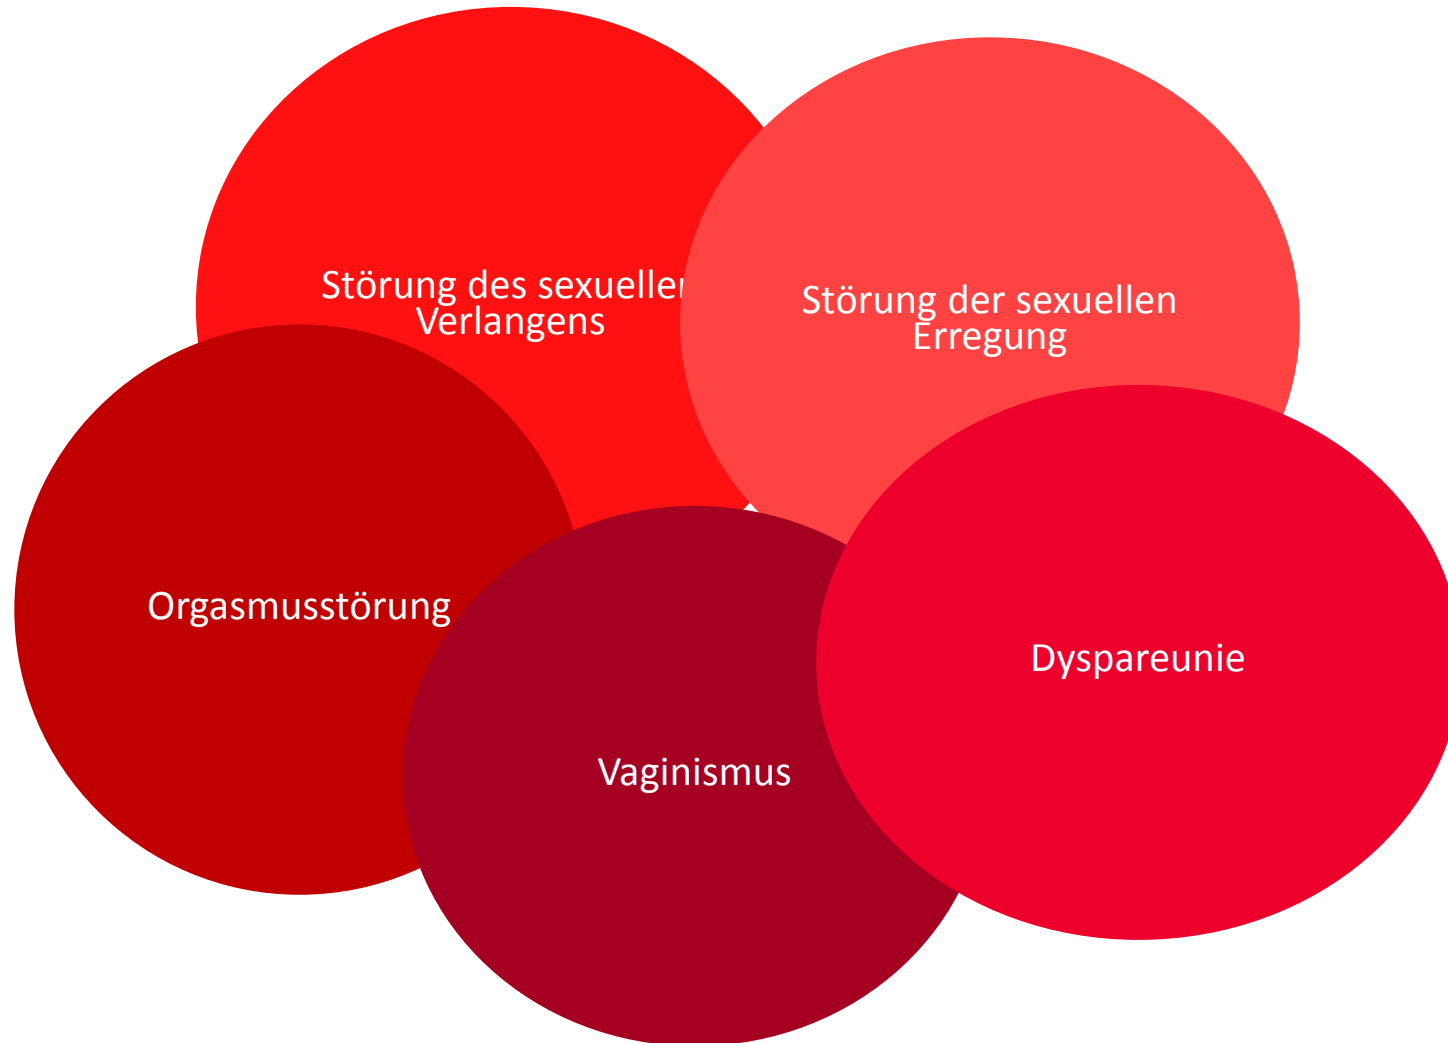 Störung des sexuellen
Verlangens
Störung der sexuellen
Erregung
Orgasmusstörung
Dyspareunie
Vaginismus